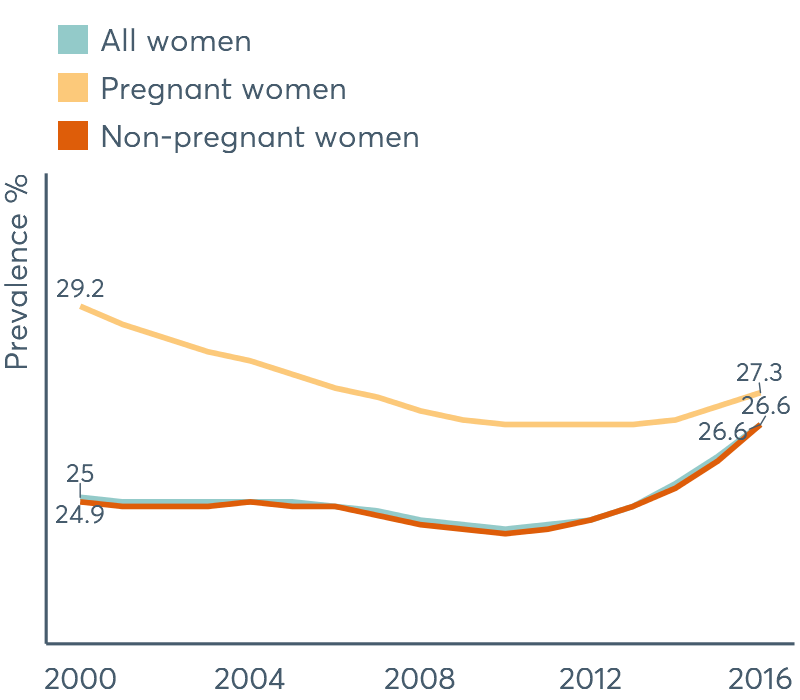 All women
Pregnant women
Non-pregnant women
Prevalence %
29.2
27.3
26.6
26.6
25
24.9
2000 2004 2008 2012 2016